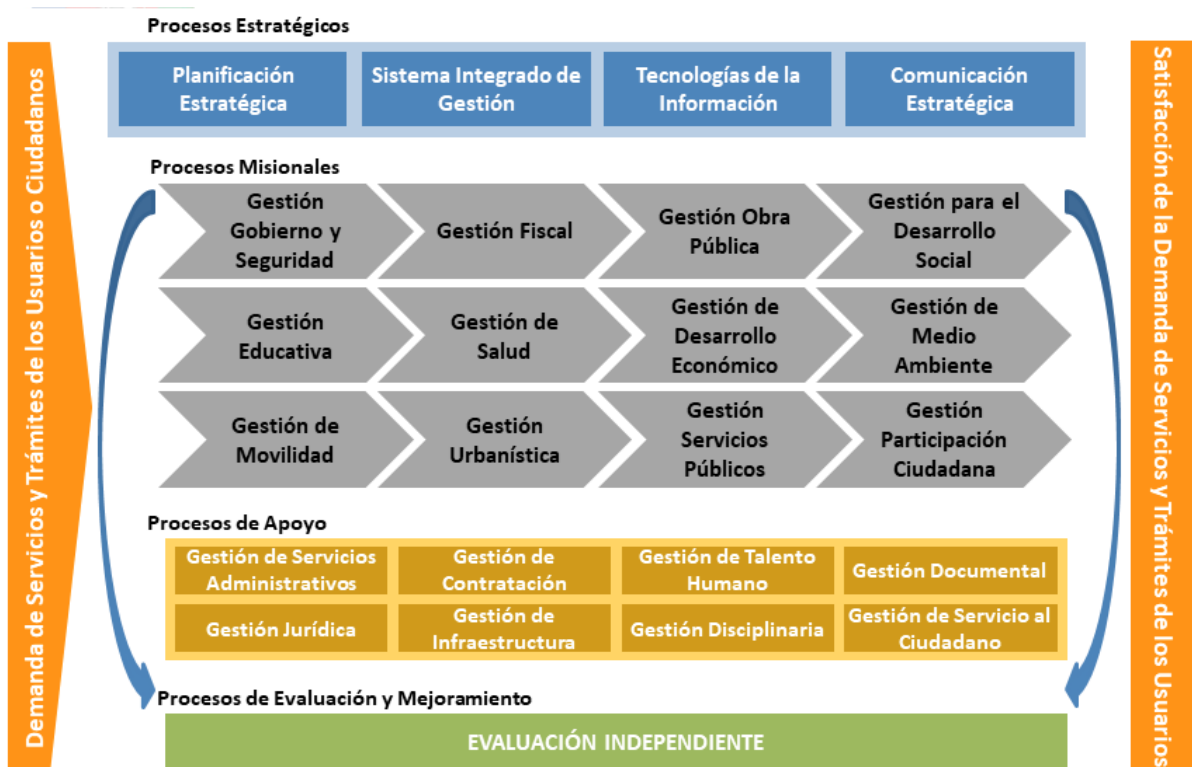 Procesos Estratégicos
Demanda de Servicios y Trámites de los Usuarios o Ciudadanos
Planificación
Estratégica
Sistema Integrado de
Gestión
Tecnologías de la
Información
Comunicación
Estratégica
Procesos Misionales
Gestión
Gobierno y
Seguridad
Gestión Fiscal
Gestión Obra
Pública
Gestión para el
Desarrollo
Social
Gestión
Educativa
Gestión de
Salud
Gestión de
Desarrollo
Económico
Gestión de
Medio
Ambiente
Gestión de
Movilidad
Gestión
Urbanística
Gestión
Servicios
Públicos
Gestión
Participación
Ciudadana
Procesos de Apoyo
Gestión de Servicios
Administrativos
Gestión de
Contratación
Gestión de Talento
Humano
Gestión Documental
Gestión Jurídica
Gestión de
Infraestructura
Gestión Disciplinaria
Gestión de Servicio al
Ciudadano
Procesos de Evaluación y Mejoramiento
EVALUACIÓN INDEPENDIENTE
Satisfacción de la Demanda de Servicios y Trámites de los Usuarios